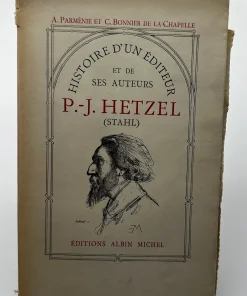 A. PARMÉNIE ET C. BONNIER DE LA CHAPELLE
HISTOIRE D'UN ÉDITEUR
ET DE
SES AUTEURS
P.-J. HETZEL
(STAHL)
ÉDITIONS ALBIN MICHEL